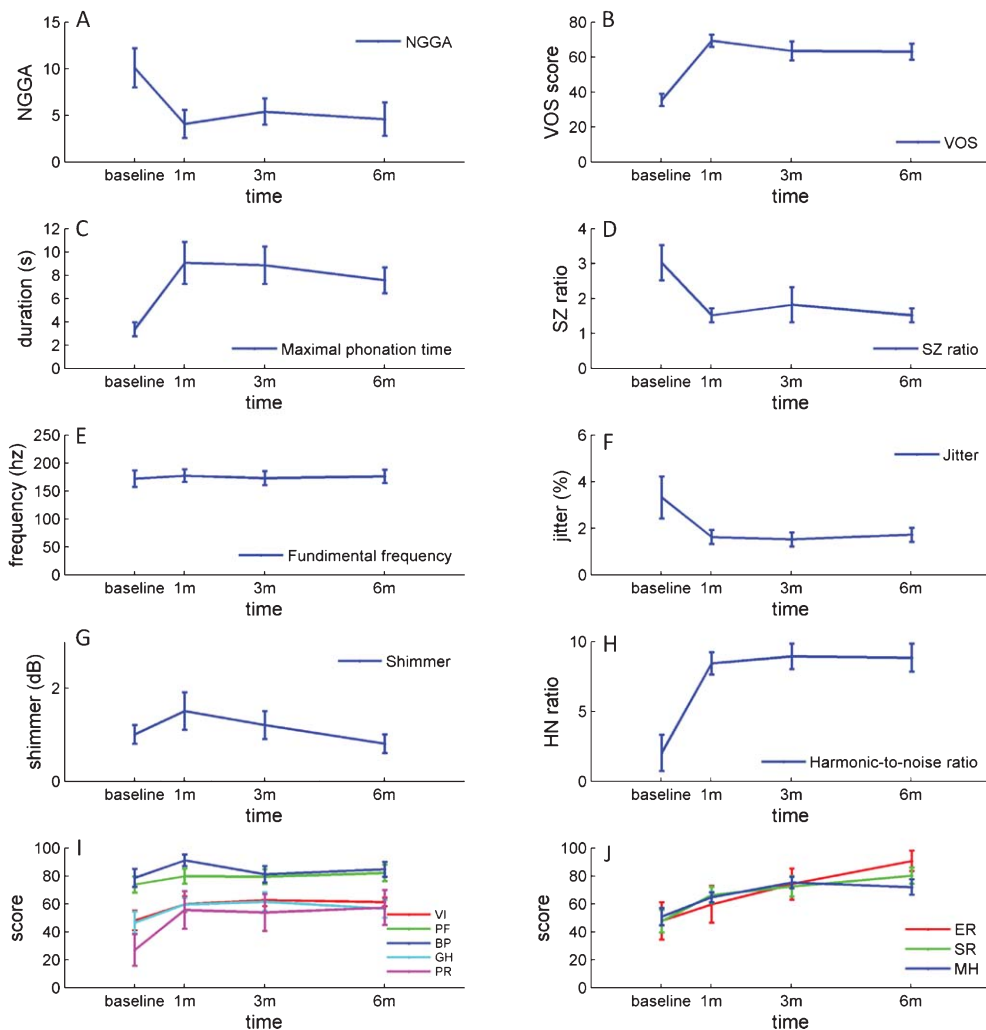 A
15
10
5
0
NGGA
NGGA
baseline 1m 3m 6m
time
B
80
60
40
20
0
VOS score
VOS
baseline 1m 3m 6m
time
C
12
10
8
6
4
2
0
duration (s)
Maximal phonation time
baseline 1m 3m 6m
time
D
4
3
2
1
0
SZ ratio
SZ ratio
baseline 1m 3m 6m
time
E
250
200
150
100
50
0
frequency (hz)
Fundimental frequency
baseline 1m 3m 6m
time
F
6
4
2
0
jitter (%)
Jitter
baseline 1m 3m 6m
time
G
2
0
shimmer (dB)
Shimmer
baseline 1m 3m 6m
time
H
10
5
0
HN ratio
Harmonic-to-noise ratio
baseline 1m 3m 6m
time
I
100
80
60
40
20
0
score
VI
PF
BP
GH
PR
baseline 1m 3m 6m
time
J
100
80
60
40
20
0
score
ER
SR
MH
baseline 1m 3m 6m
time